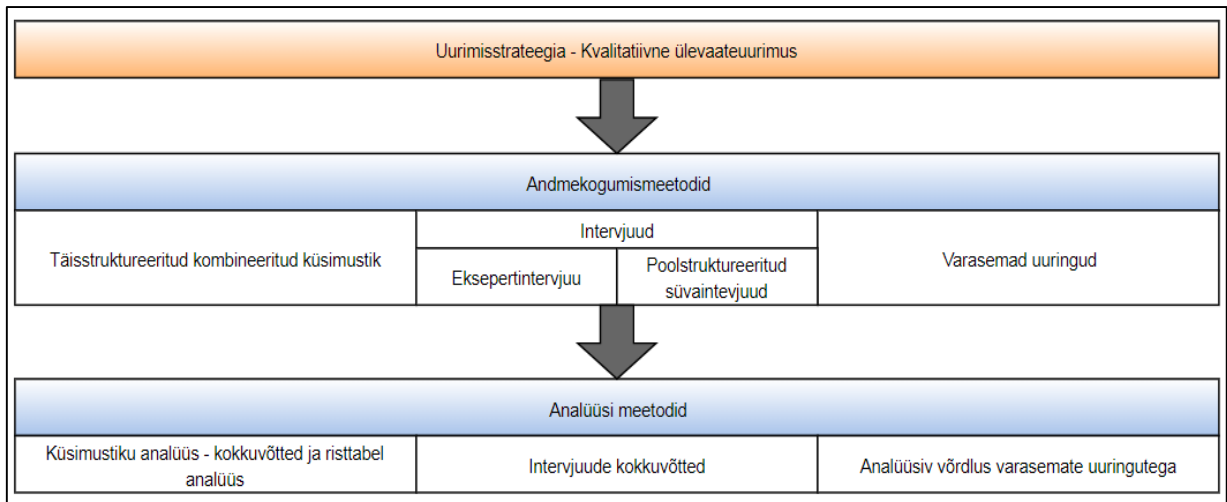 Uurimisstrateegia - Kvalitatiivne ülevaateuurimus
Andmekogumismeetodid
Täisstruktureeritud kombineeritud küsimustik
Intervjuud
Eksepertintervjuu
Poolstruktureeritud
süvaintevjuud
Varasemad uuringud
Analüüsi meetodid
Küsimustiku analüüs - kokkuvõtted ja risttabel
analüüs
Intervjuude kokkuvõtted
Analüüsiv võrdlus varasemate uuringutega